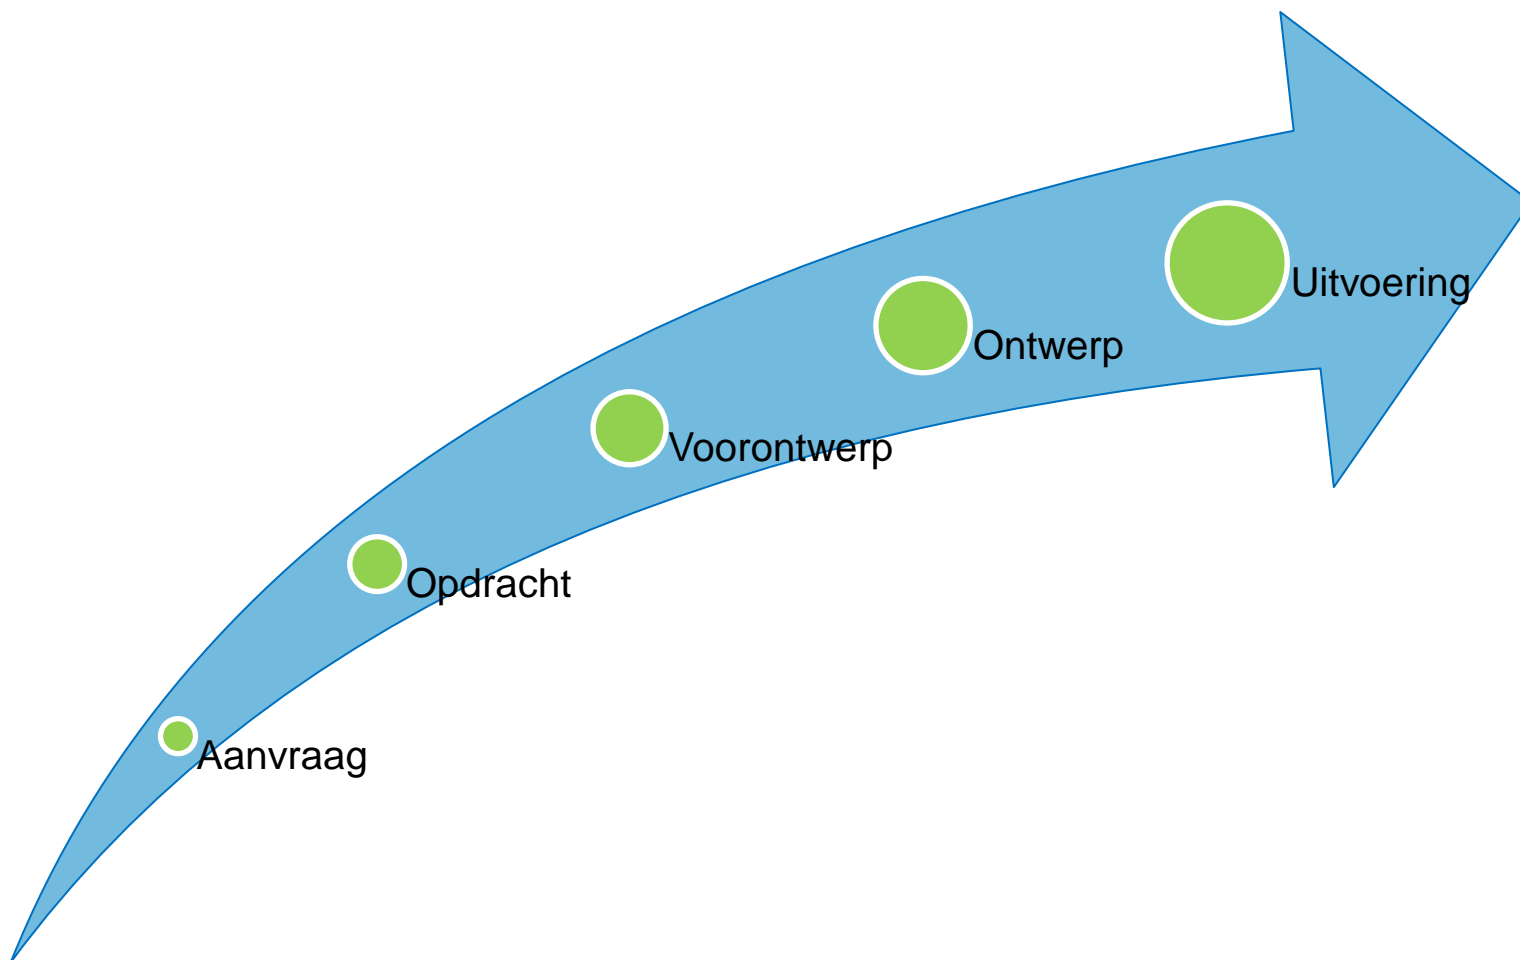 Uitvoering
Ontwerp
Voorontwerp
Opdracht
Aanvraag